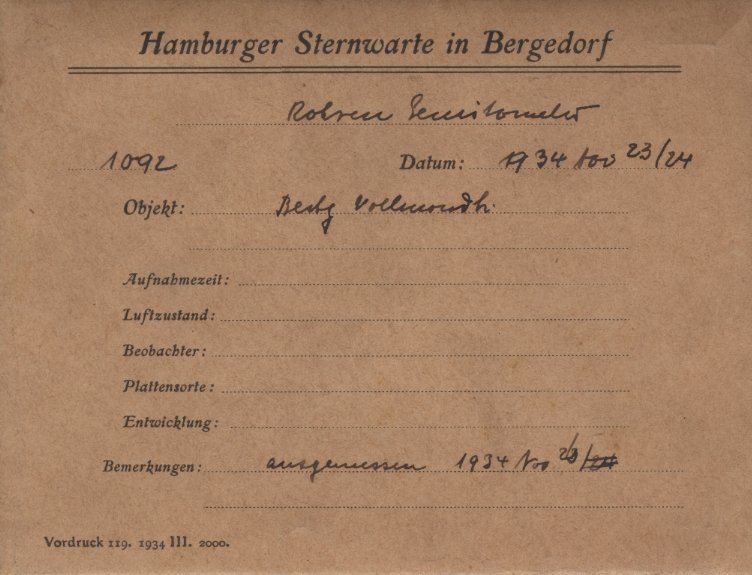 Hamburger Sternwarte in Bergedorf
Rohren Sensitometer
1092 Datum: 1934 Nov 23/24
Objekt: Bestg Vollmondh.
Aufnahmezeit:
Luftzustand:
Beobachter:
Plattensorte:
Entwicklung:
Bemerkungen: ausgemessen 1934 Nov
Vordruck 119. 1934 III. 2000.